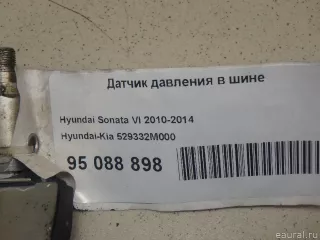 Датчик давления в шине
Hyundai Sonata VI 2010-2014
Hyundai-Kia 529332M000
95 088 898
eaural.ru